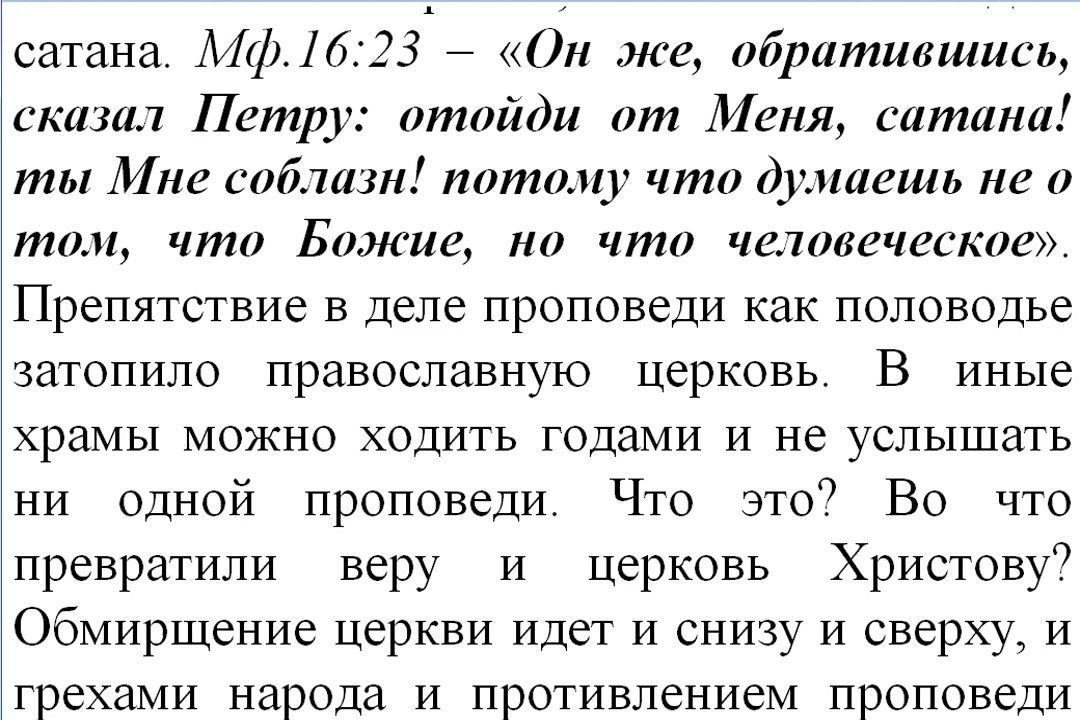 сатана. Мф.16:23 – «Он же, обратившись,
сказал Петру: отойди от Меня, сатана!
ты Мне соблазн! потому что думаешь не о
том, что Божие, но что человеческое».
Препятствие в деле проповеди как половодье
затопило православную церковь. В иные
храмы можно ходить годами и не услышать
ни одной проповеди. Что это? Во что
превратили веру и церковь Христову?
Обмирщение церкви идет и снизу и сверху, и
грехами народа и противлением проповеди